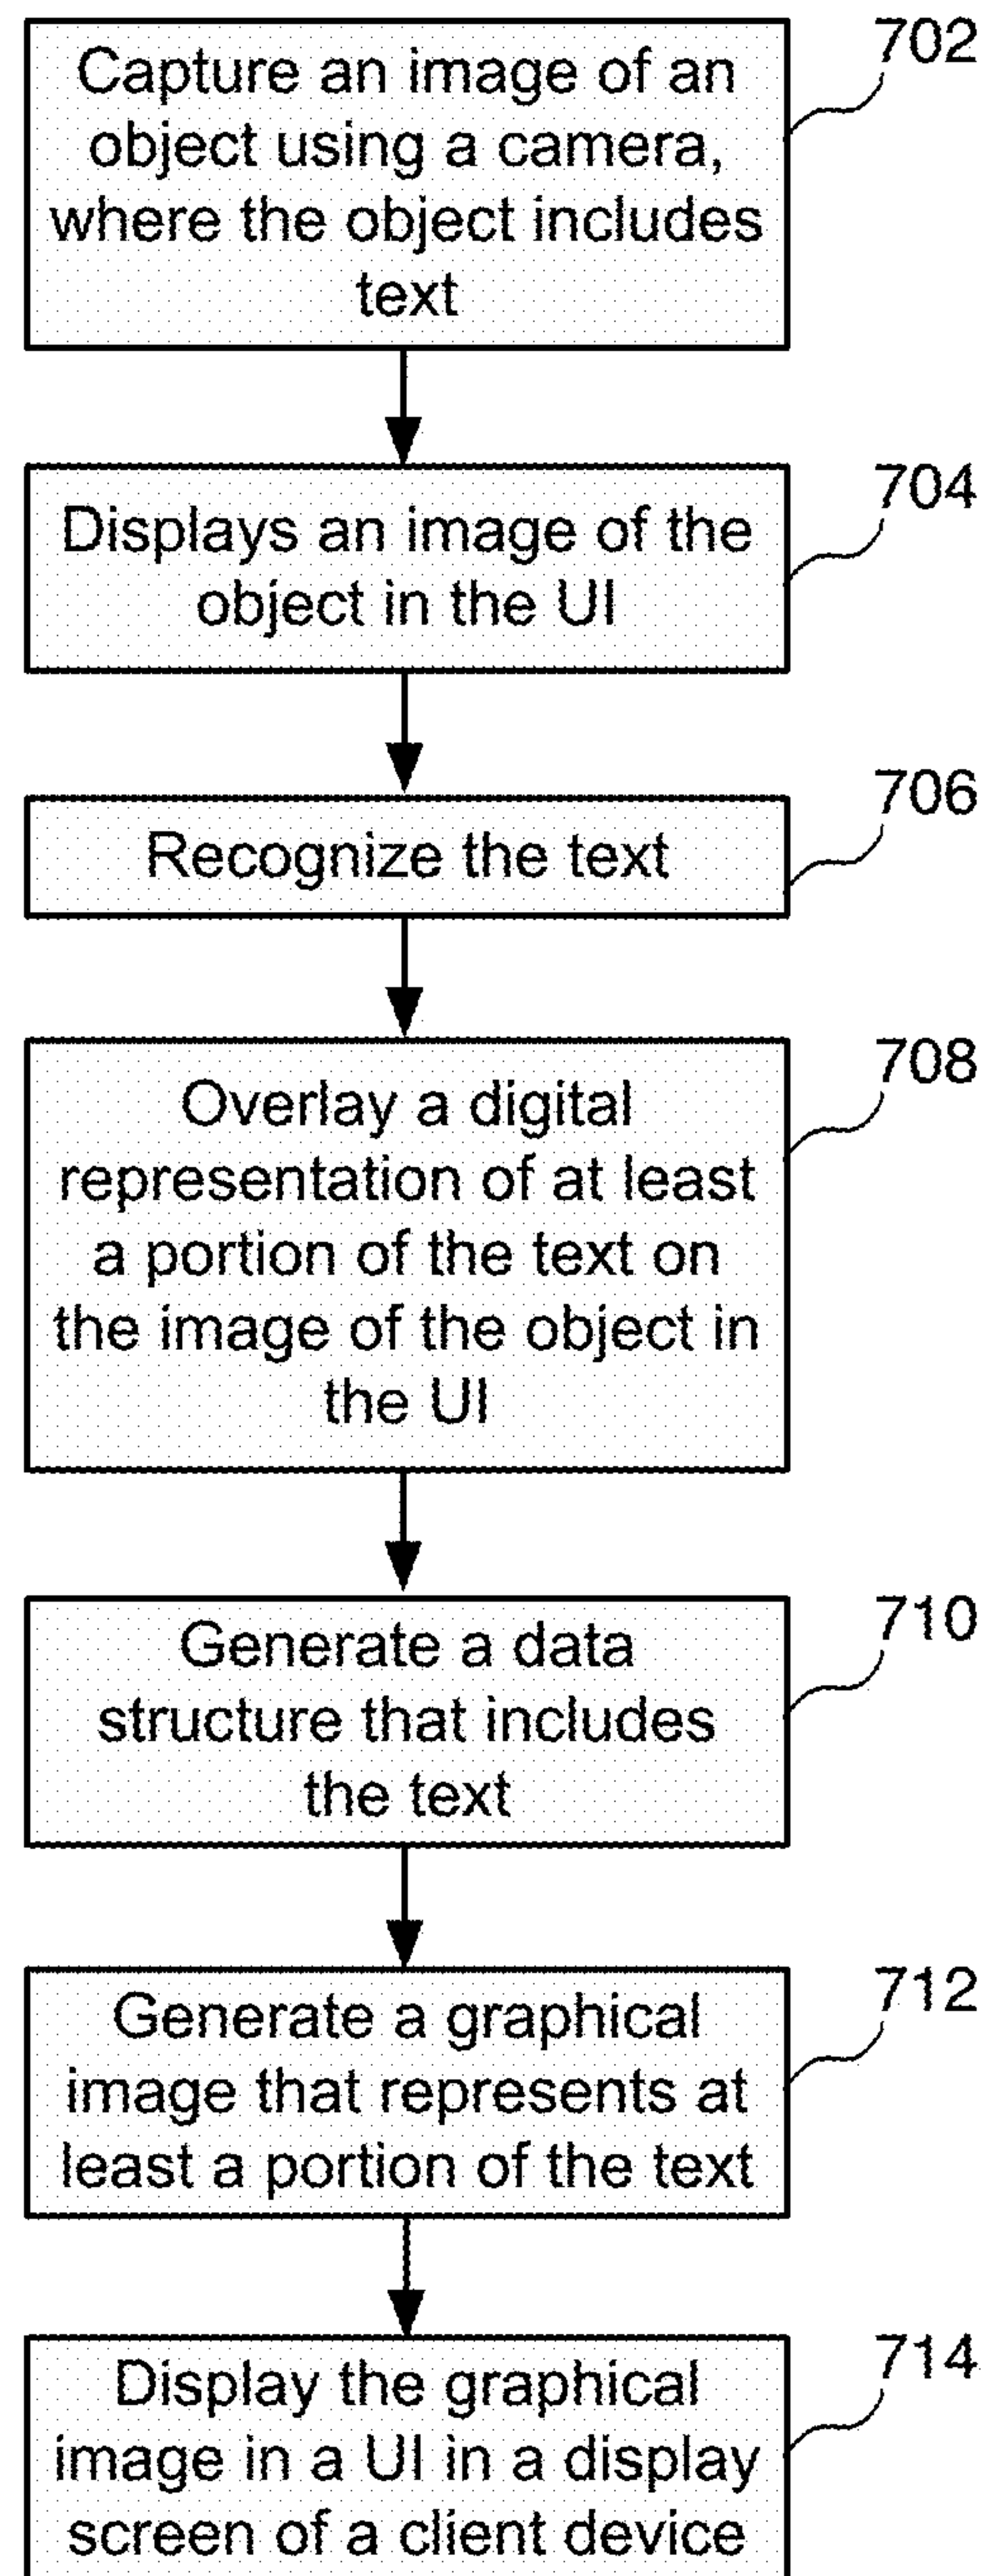 702
Capture an image of an
object using a camera,
where the object includes
text
704
Displays an image of the
object in the UI
706
Recognize the text
708
Overlay a digital
representation of at least
a portion of the text on
the image of the object in
the UI
710
Generate a data
structure that includes
the text
712
Generate a graphical
image that represents at
least a portion of the text
714
Display the graphical
image in a UI in a display
screen of a client device